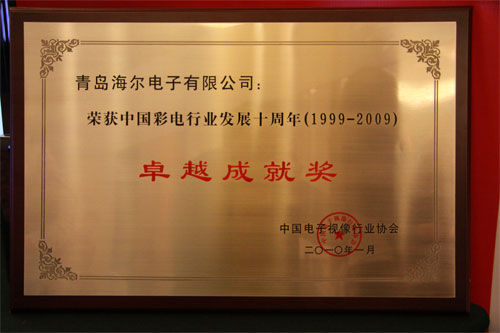 青岛海尔电子有限公司：
荣获中国彩电行业发展十周年(1999-2009)
卓越成就奖
中国电子视像行业协会
二〇一〇年一月